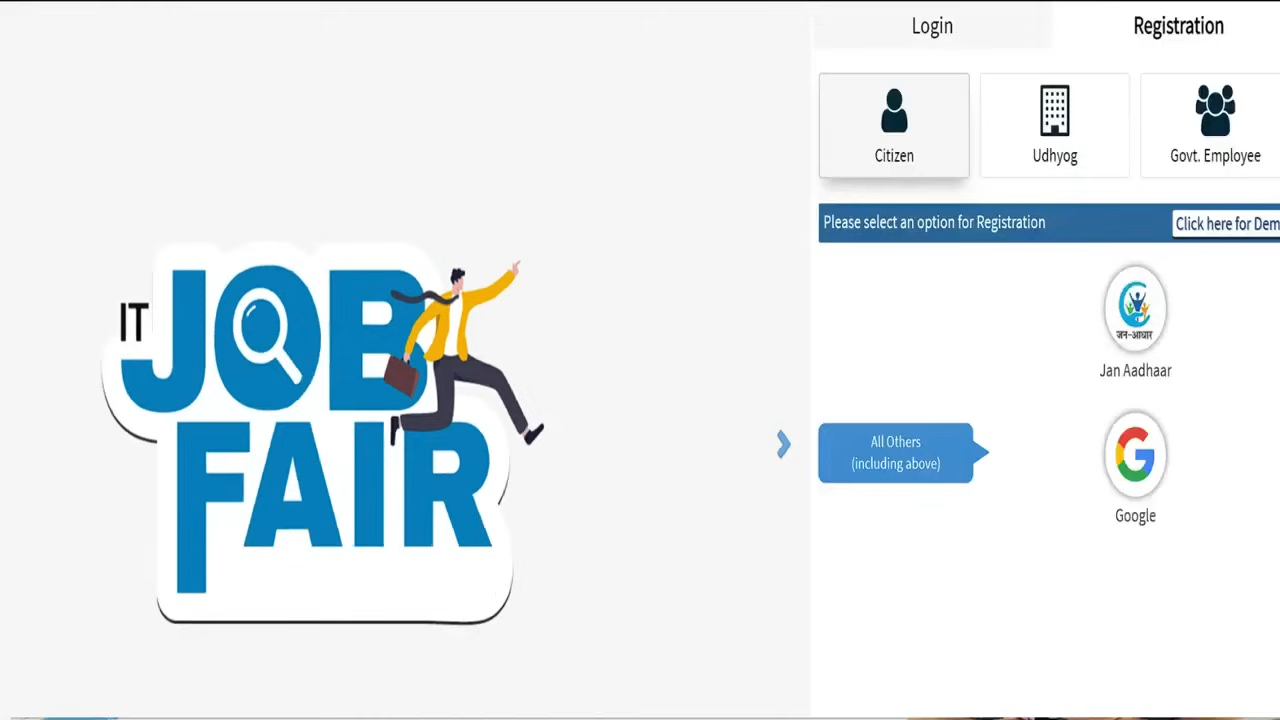 Login
Registration
Citizen
Udhyog
Govt. Employee
Please select an option for Registration
Click here for Dem
IT
JOB
FAIR
जन-आधार
Jan Aadhaar
All Others
(including above)
Google